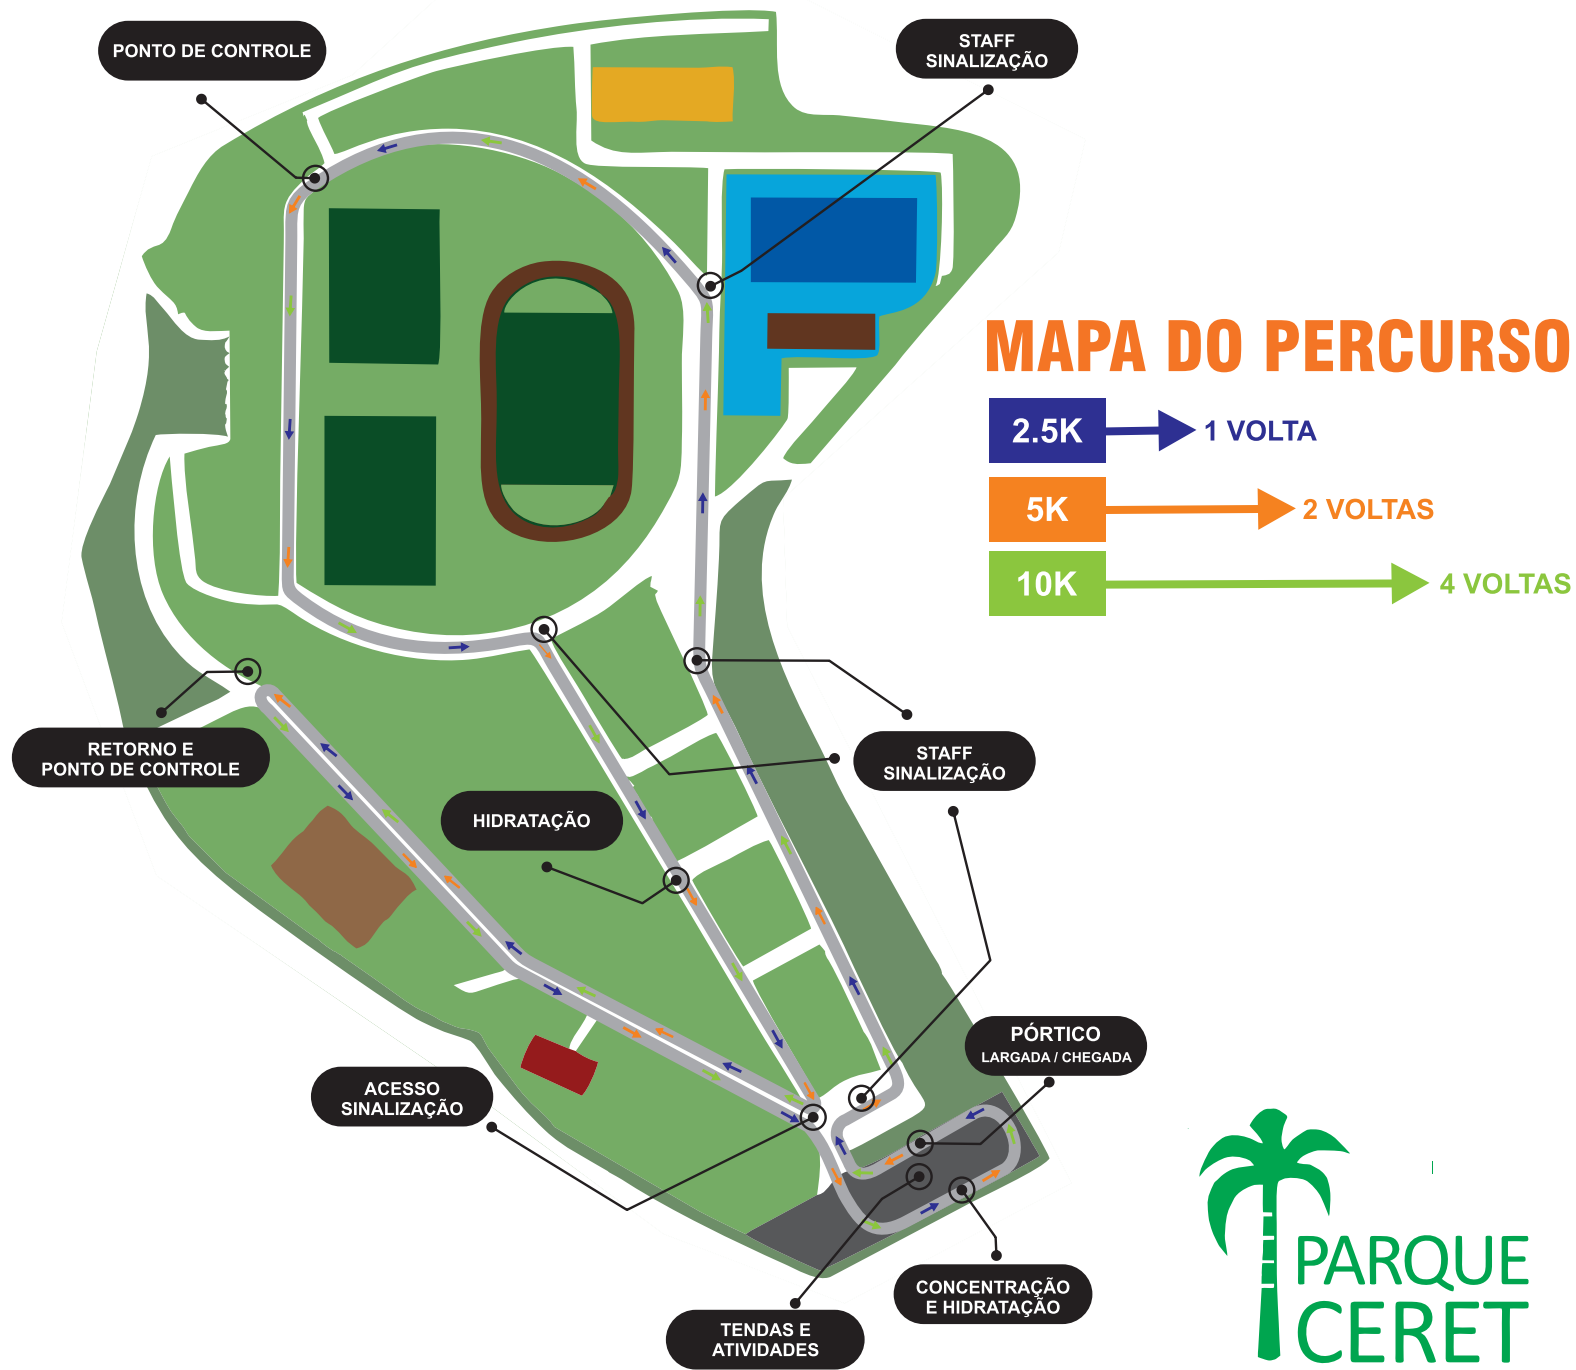 PONTO DE CONTROLE
STAFF
SINALIZAÇÃO
MAPA DO PERCURSO
2.5K
1 VOLTA
5K
2 VOLTAS
10K
4 VOLTAS
RETORNO E
PONTO DE CONTROLE
STAFF
SINALIZAÇÃO
HIDRATAÇÃO
PÓRTICO
LARGADA / CHEGADA
ACESSO
SINALIZAÇÃO
CONCENTRAÇÃO
E HIDRATAÇÃO
TENDAS E
ATIVIDADES
PARQUE
CERET